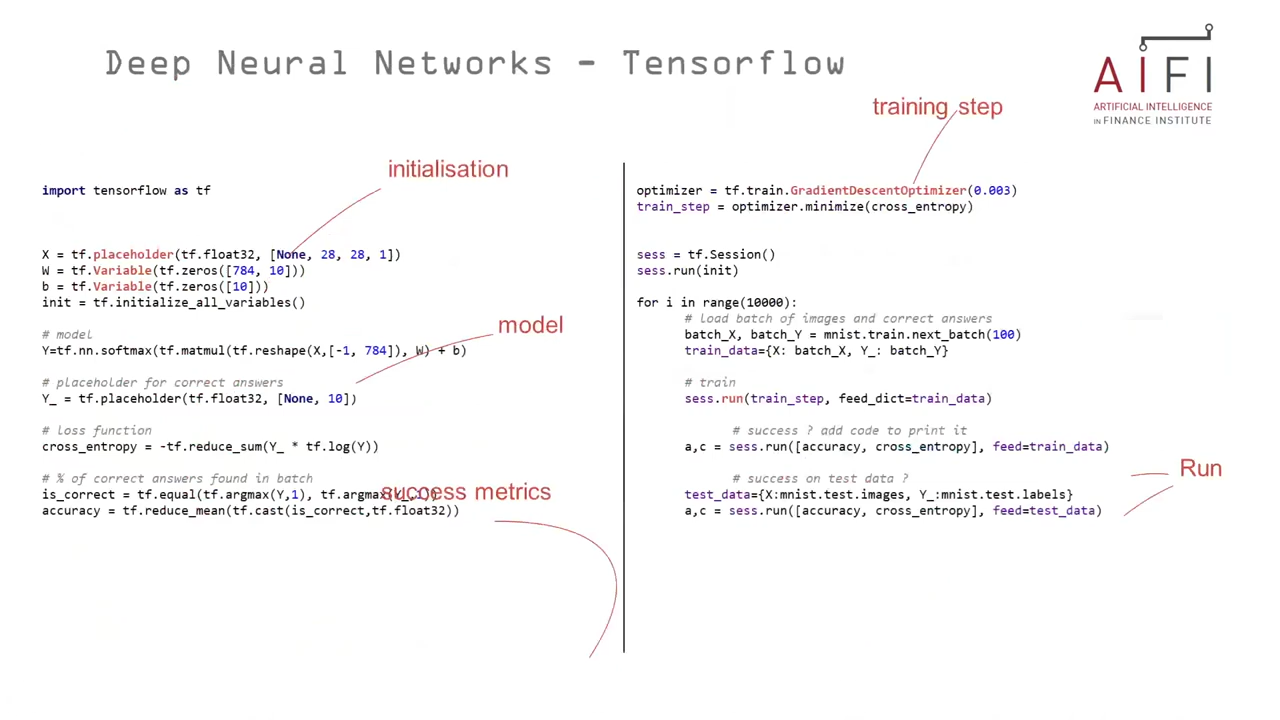 Deep Neural Networks - Tensorflow
AIFI
ARTIFICIAL INTELLIGENCE
IN FINANCE INSTITUTE
initialisation
import tensorflow as tf
X = tf.placeholder(tf.float32, [None, 28, 28, 1])
W = tf.Variable(tf.zeros([784, 10]))
b = tf.Variable(tf.zeros([10]))
init = tf.initialize_all_variables()
# model
model
Y=tf.nn.softmax(tf.matmul(tf.reshape(X,[-1, 784]), W) + b)
# placeholder for correct answers
Y_ = tf.placeholder(tf.float32, [None, 10])
# loss function
cross_entropy = -tf.reduce_sum(Y_ * tf.log(Y))
# % of correct answers found in batch
is_correct = tf.equal(tf.argmax(Y,1), tf.argmax(Y_,1))
success metrics
accuracy = tf.reduce_mean(tf.cast(is_correct,tf.float32))
training step
optimizer = tf.train.GradientDescentOptimizer(0.003)
train_step = optimizer.minimize(cross_entropy)
sess = tf.Session()
sess.run(init)
for i in range(10000):
# load batch of images and correct answers
batch_X, batch_Y = mnist.train.next_batch(100)
train_data={X: batch_X, Y_: batch_Y}
# train
sess.run(train_step, feed_dict=train_data)
# success ? add code to print it
a,c = sess.run([accuracy, cross_entropy], feed=train_data)
# success on test data ?
Run
test_data={X:mnist.test.images, Y_:mnist.test.labels}
a,c = sess.run([accuracy, cross_entropy], feed=test_data)